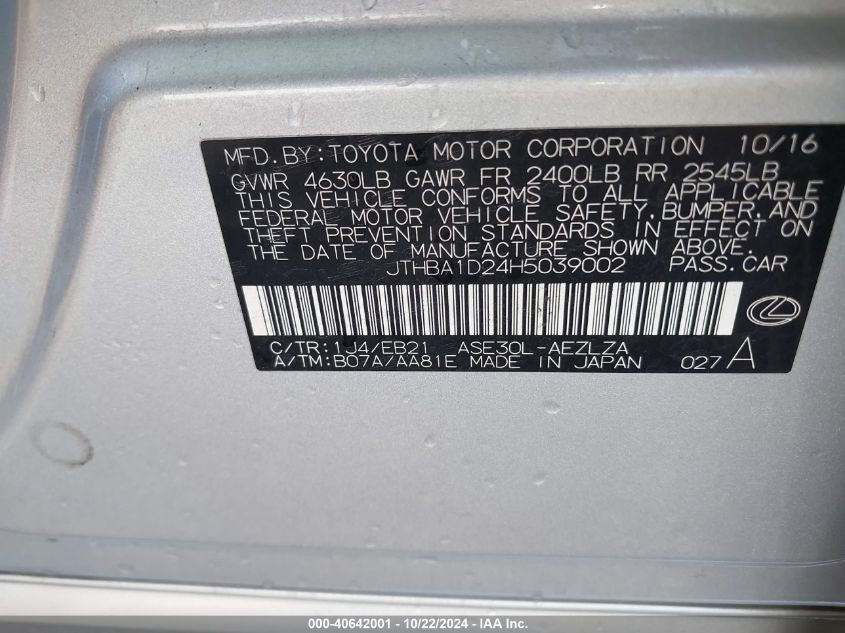 MFD.BY:TOYOTA MOTOR CORPORATION 10/16
GVWR 4630LB GAWR FR 2400LB RR 2545LB
THIS VEHICLE CONFORMS TO ALL APPLICABLE
FEDERAL MOTOR VEHICLE SAFETY,BUMPER,AND
THEFT PREVENTION STANDARDS IN EFFECT ON
THE DATE OF MANUFACTURE SHOWN ABOVE.
JTHBA1D24H5039002 PASS.CAR
C/TR:1J4/EB21 ASE30L-AEZLZA
A/TM:B07A/AA81E MADE IN JAPAN 027A
000-40642001 - 10/22/2024 - IAA Inc.